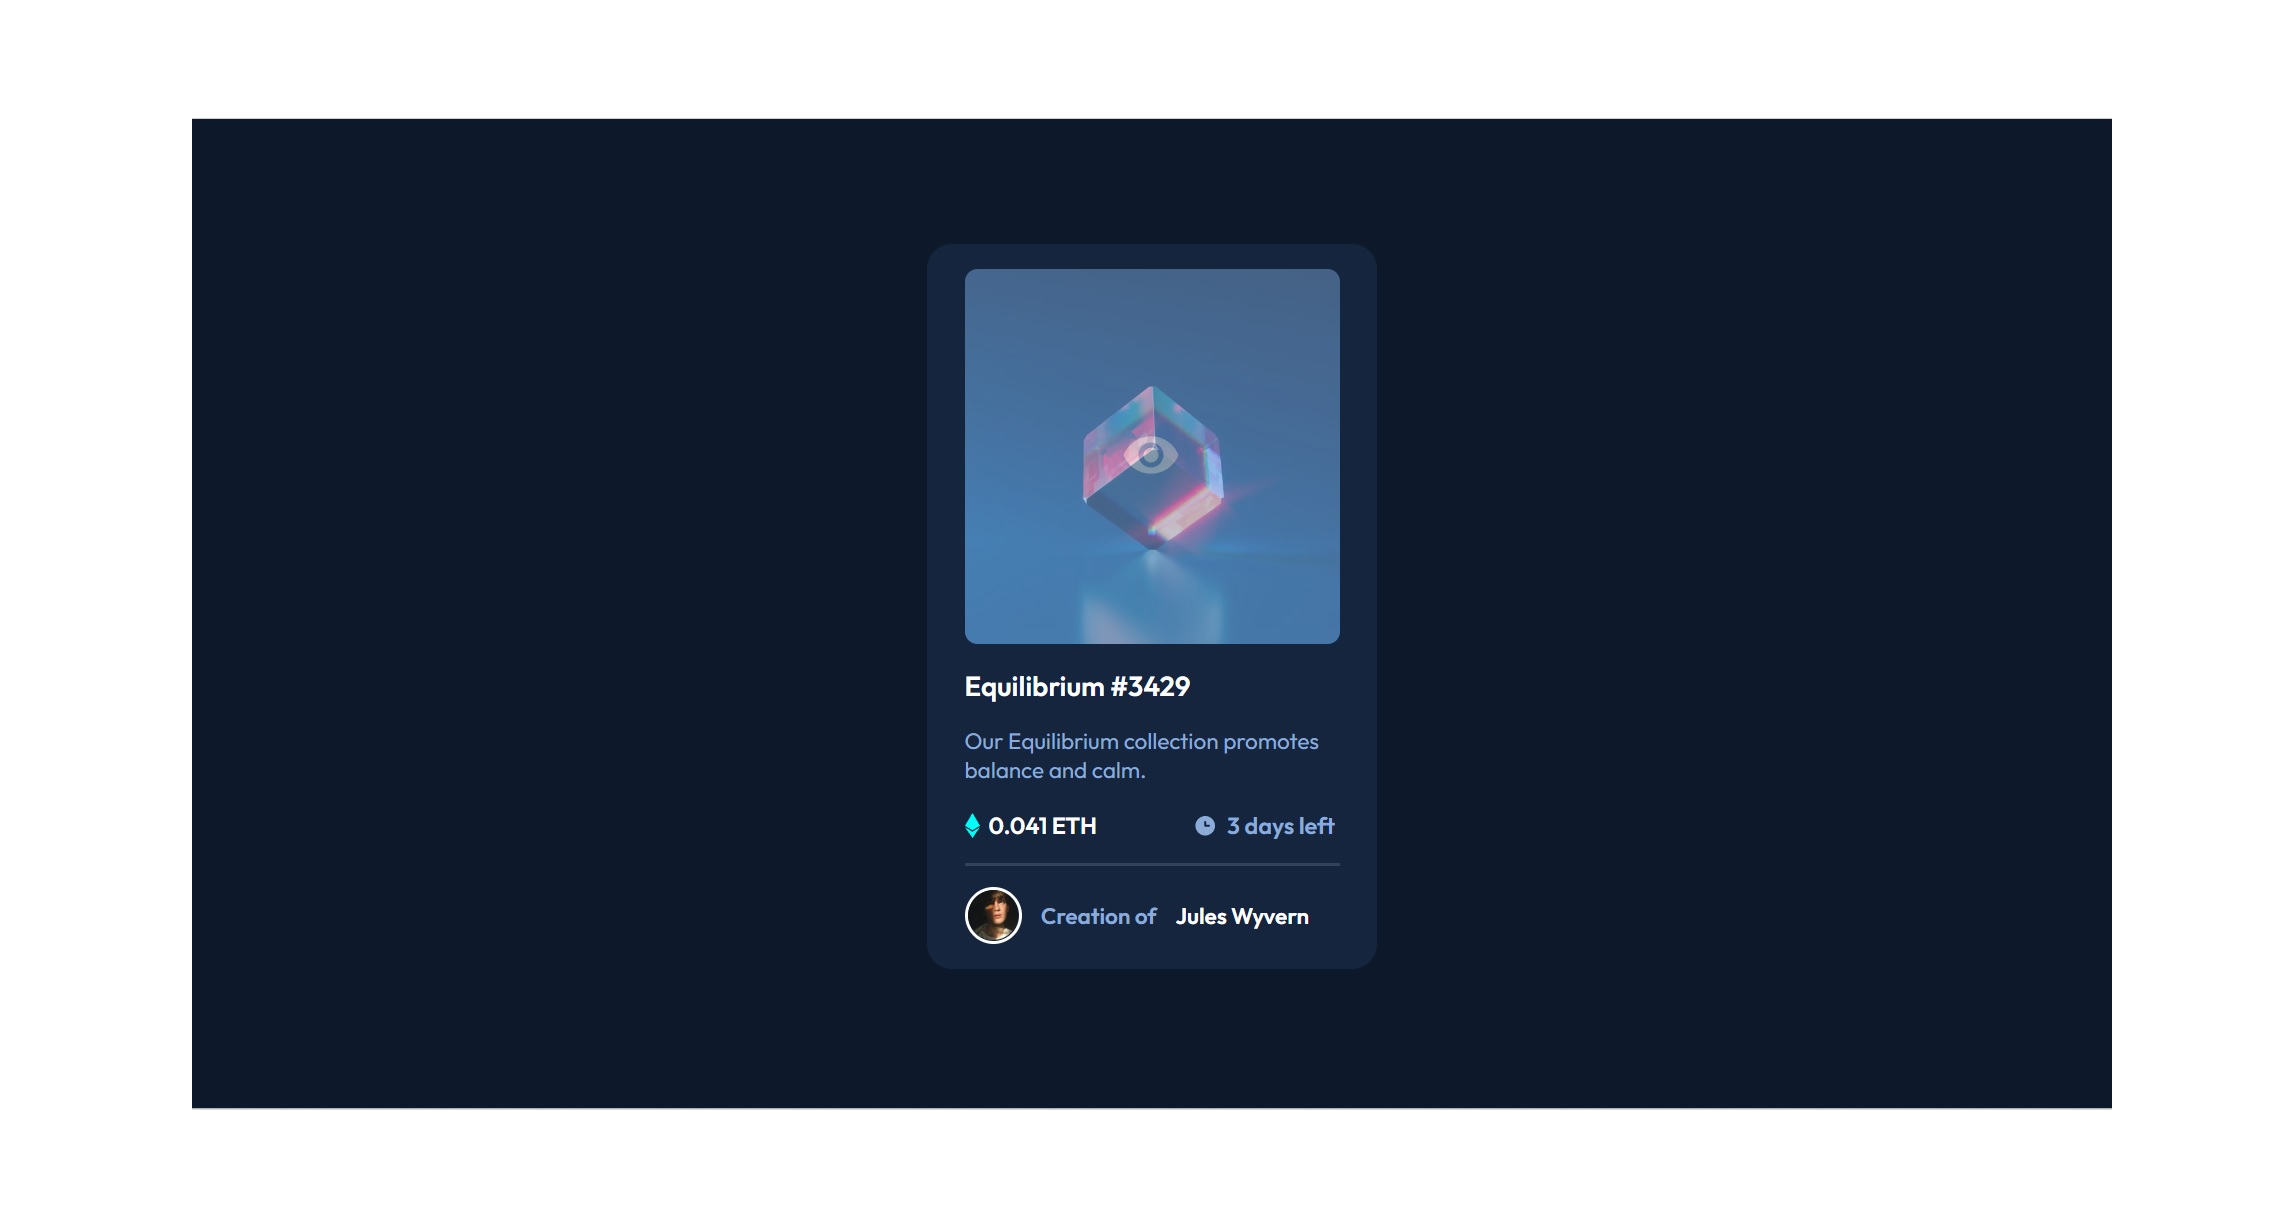 Equilibrium #3429
Our Equilibrium collection promotes
balance and calm.
0.041 ETH 3 days left
Creation of Jules Wyvern